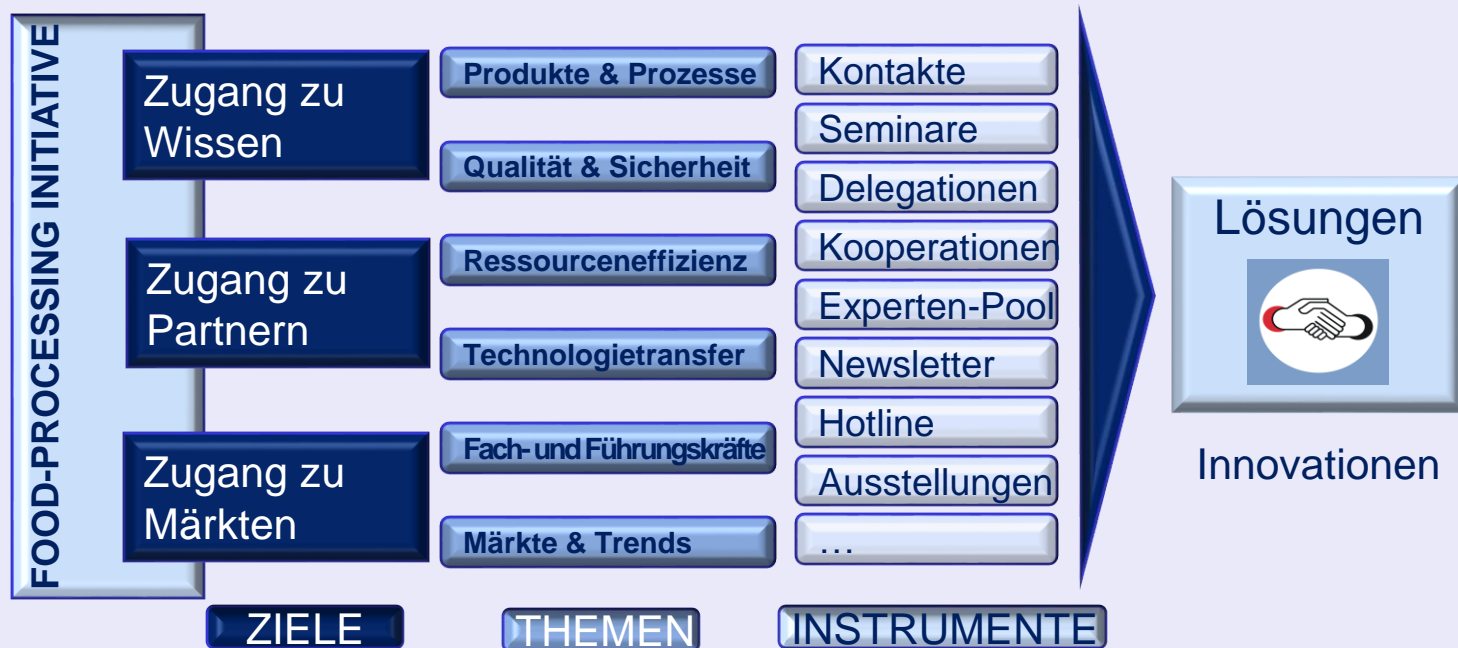 FOOD-PROCESSING INITIATIVE
Zugang zu
Wissen
Zugang zu
Partnern
Zugang zu
Märkten
Produkte & Prozesse
Qualität & Sicherheit
Ressourceneffizienz
Technologietransfer
Fach- und Führungskräfte
Märkte & Trends
Kontakte
Seminare
Delegationen
Kooperationen
Experten-Pool
Newsletter
Hotline
Ausstellungen
…
Lösungen
Innovationen
ZIELE
THEMEN
INSTRUMENTE